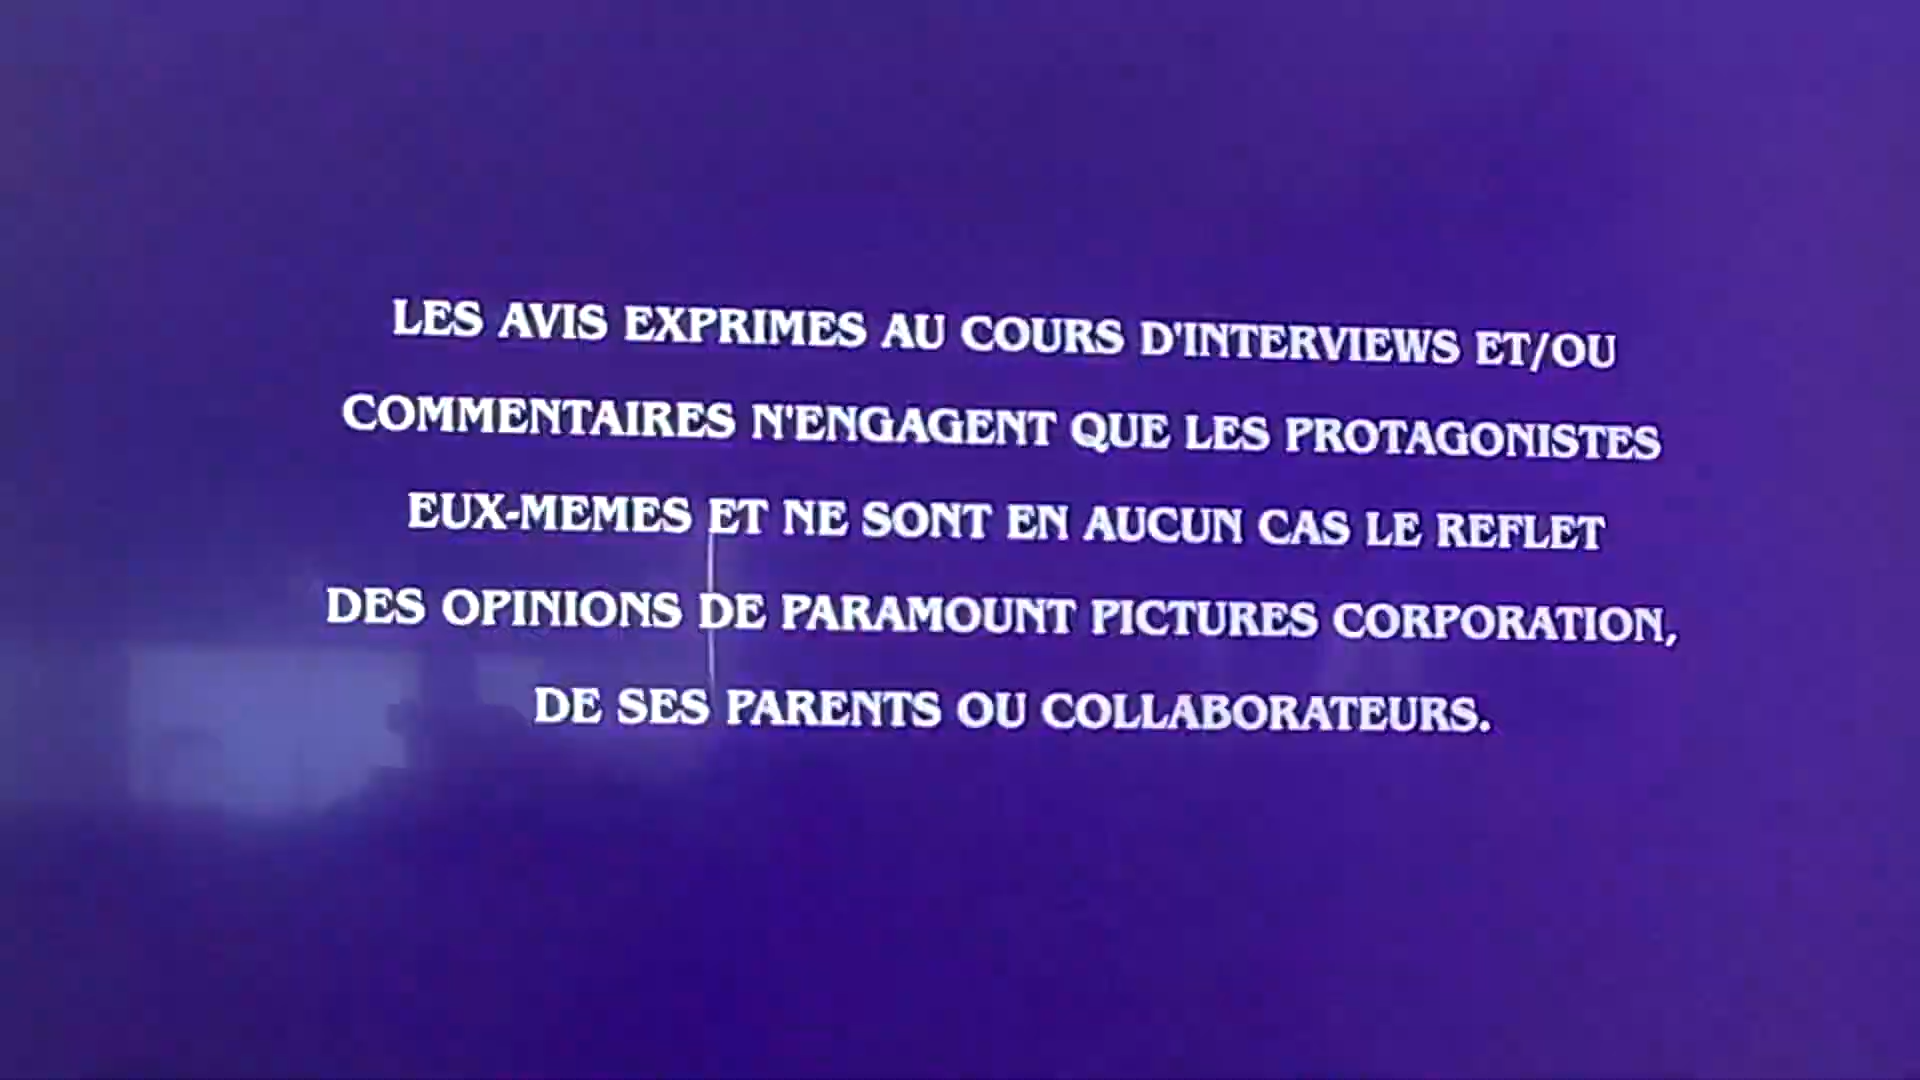 LES AVIS EXPRIMES AU COURS D'INTERVIEWS ET/OU
COMMENTAIRES N'ENGAGENT QUE LES PROTAGONISTES
EUX-MEMES ET NE SONT EN AUCUN CAS LE REFLET
DES OPINIONS DE PARAMOUNT PICTURES CORPORATION,
DE SES PARENTS OU COLLABORATEURS.